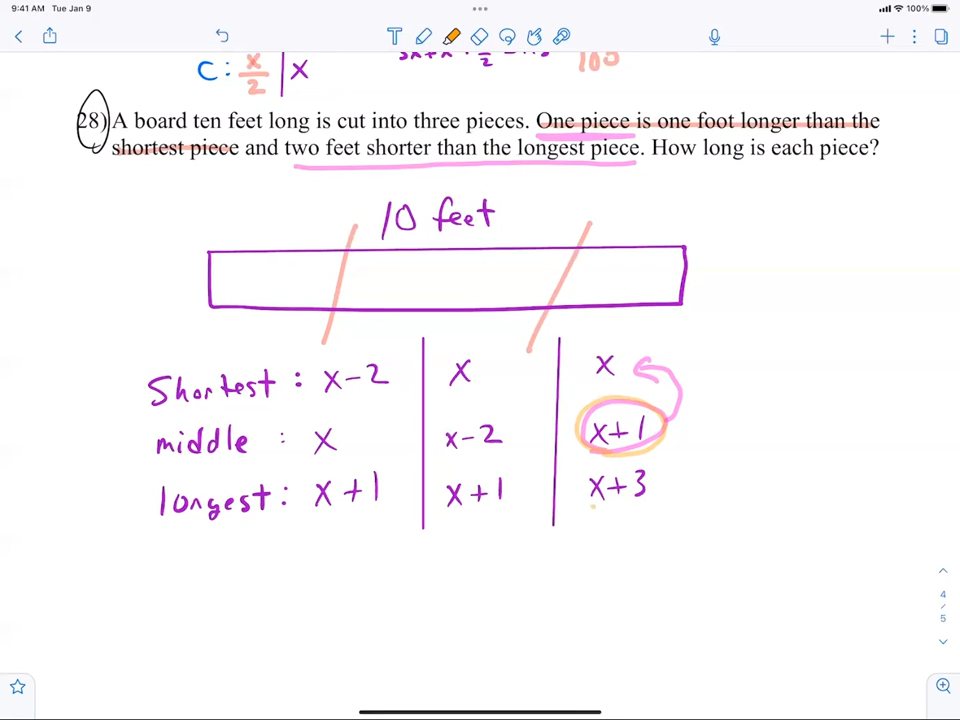 9:41 AM Tue Jan 9
100%
C: x/2 | x
100
28) A board ten feet long is cut into three pieces. One piece is one foot longer than the
shortest piece and two feet shorter than the longest piece. How long is each piece?
10 feet
Shortest: x-2 | x | x
middle: x | x-2 | x+1
longest: x+1 | x+1 | x+3
4
/
5